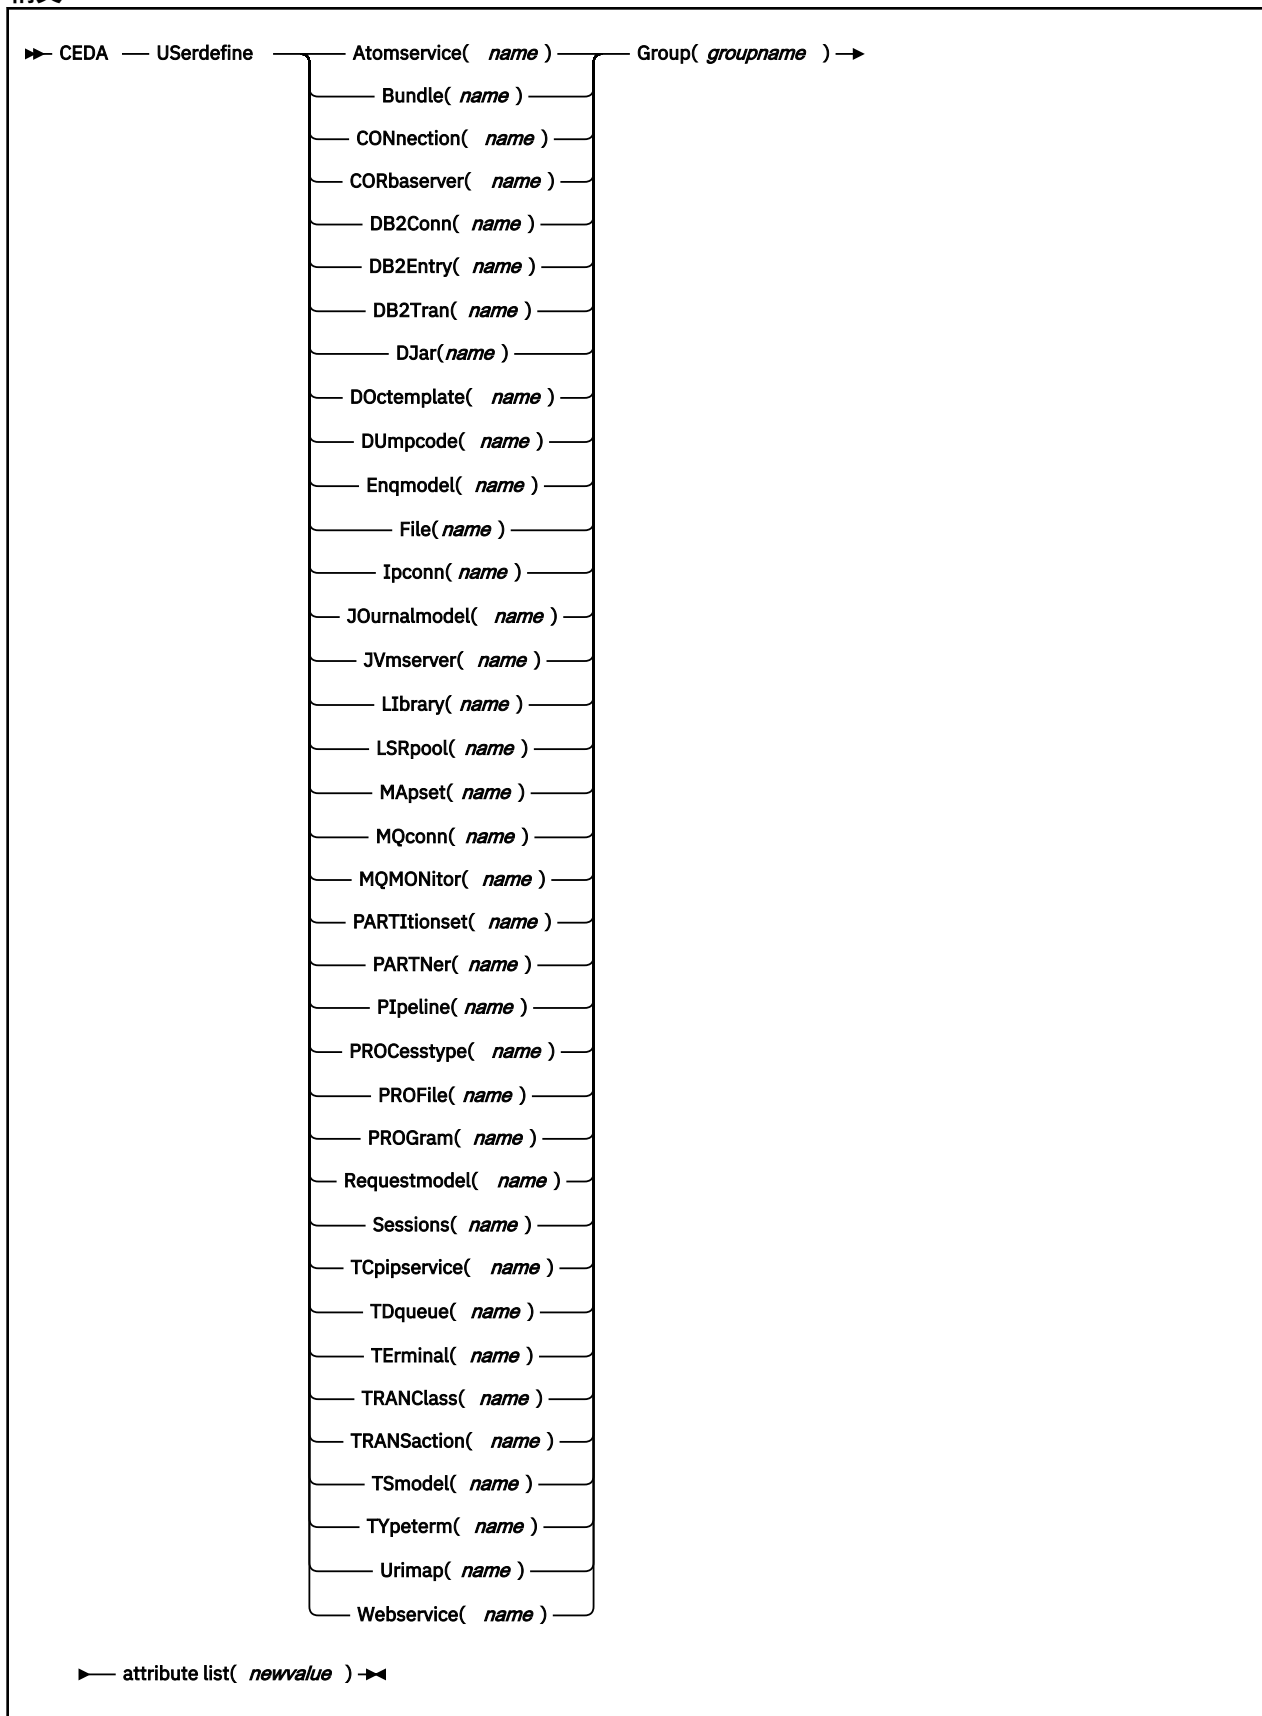 CEDA USerdefine Atomservice( name ) Group( groupname )
Bundle( name )
CONnection( name )
CORbaserver( name )
DB2Conn( name )
DB2Entry( name )
DB2Tran( name )
DJar(name )
DOctemplate( name )
DUmpcode( name )
Enqmodel( name )
File( name )
Ipconn( name )
JOurnalmodel( name )
JVmserver( name )
LIbrary( name )
LSRpool( name )
MApset( name )
MQconn( name )
MQMONitor( name )
PARTItionset( name )
PARTNer( name )
PIpeline( name )
PROCesstype( name )
PROFile( name )
PROGram( name )
Requestmodel( name )
Sessions( name )
TCpipservice( name )
TDqueue( name )
TErminal( name )
TRANClass( name )
TRANSaction( name )
TSmodel( name )
TYpeterm( name )
Urimap( name )
Webservice( name )
attribute list( newvalue )